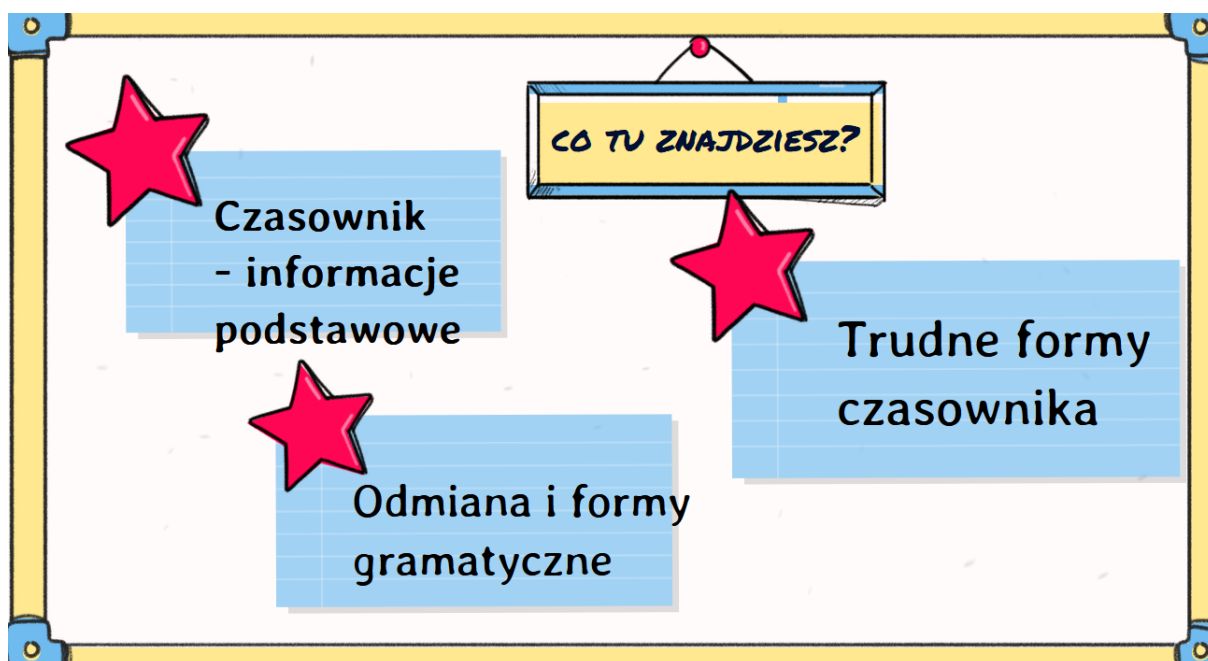 CO TU ZNAJDZIESZ?
Czasownik
- informacje
podstawowe
Odmiana i formy
gramatyczne
Trudne formy
czasownika